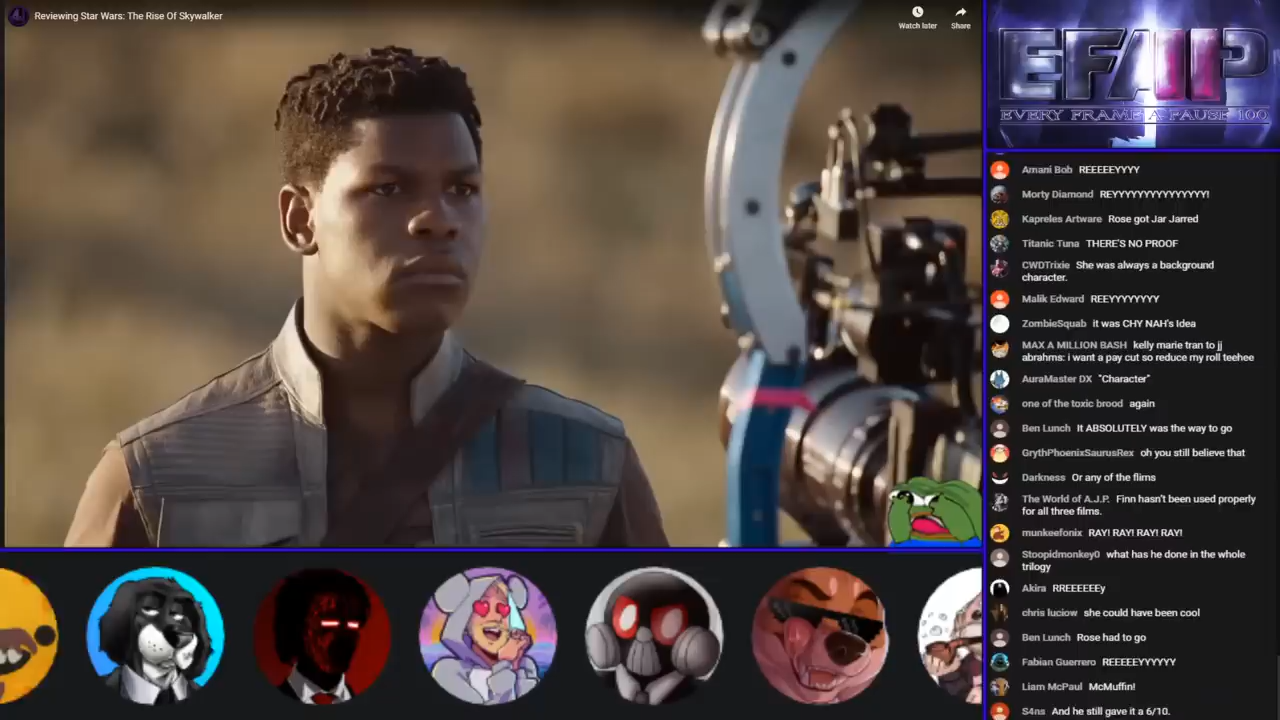 Reviewing Star Wars: The Rise Of Skywalker
Watch later
Share
EFAP
EVERY FRAME A PAUSE 100
Amani Bob REEEEEYYYY
Morty Diamond REYYYYYYYYYYYYYYY!
Kapreles Artware Rose got Jar Jarred
Titanic Tuna THERE'S NO PROOF
CWDTrixie She was always a background
character.
Malik Edward REEYYYYYYYY
ZombieSquab it was CHY NAH's Idea
MAX A MILLION BASH kelly marie tran to jj
abrahms: i want a pay cut so reduce my roll teehee
AuraMaster DX "Character"
one of the toxic brood again
Ben Lunch It ABSOLUTELY was the way to go
GrythPhoenixSaurusRex oh you still believe that
Darkness Or any of the flims
The World of A.J.P. Finn hasn't been used properly
for all three films.
munkeefonix RAY! RAY! RAY! RAY!
Stoopidmonkey0 what has he done in the whole
trilogy
Akira RREEEEEEy
chris luciow she could have been cool
Ben Lunch Rose had to go
Fabian Guerrero REEEEEYYYYYY
Liam McPaul McMuffin!
S4ns And he still gave it a 6/10.